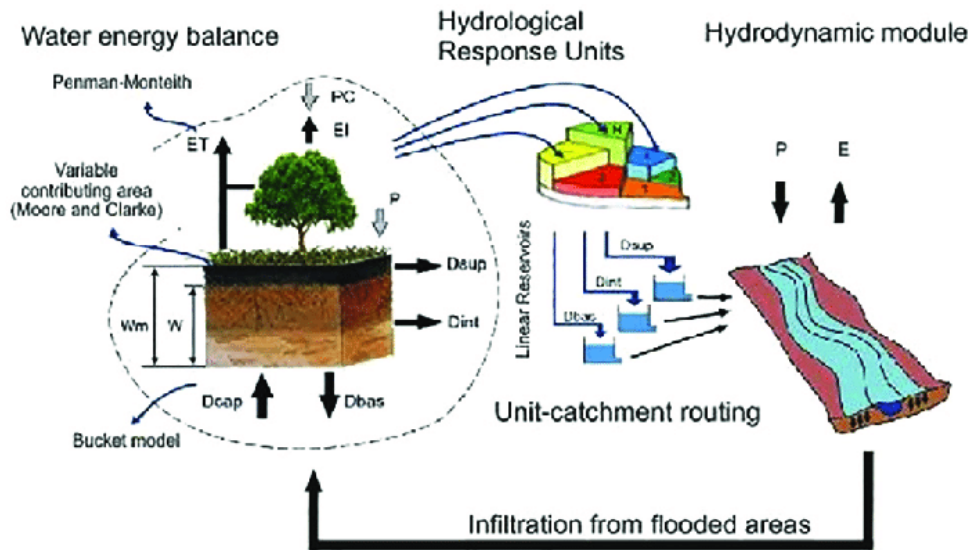 Water energy balance
Hydrological
Response Units
Hydrodynamic module
Penman-Monteith
PC
EI
ET
P
E
Variable
contributing area
(Moore and Clarke)
P
Dsup
Dint
Wm
W
Dcap
Dbas
Bucket model
Linear Reservoirs
Dsup
Dint
Dbas
Unit-catchment routing
Infiltration from flooded areas